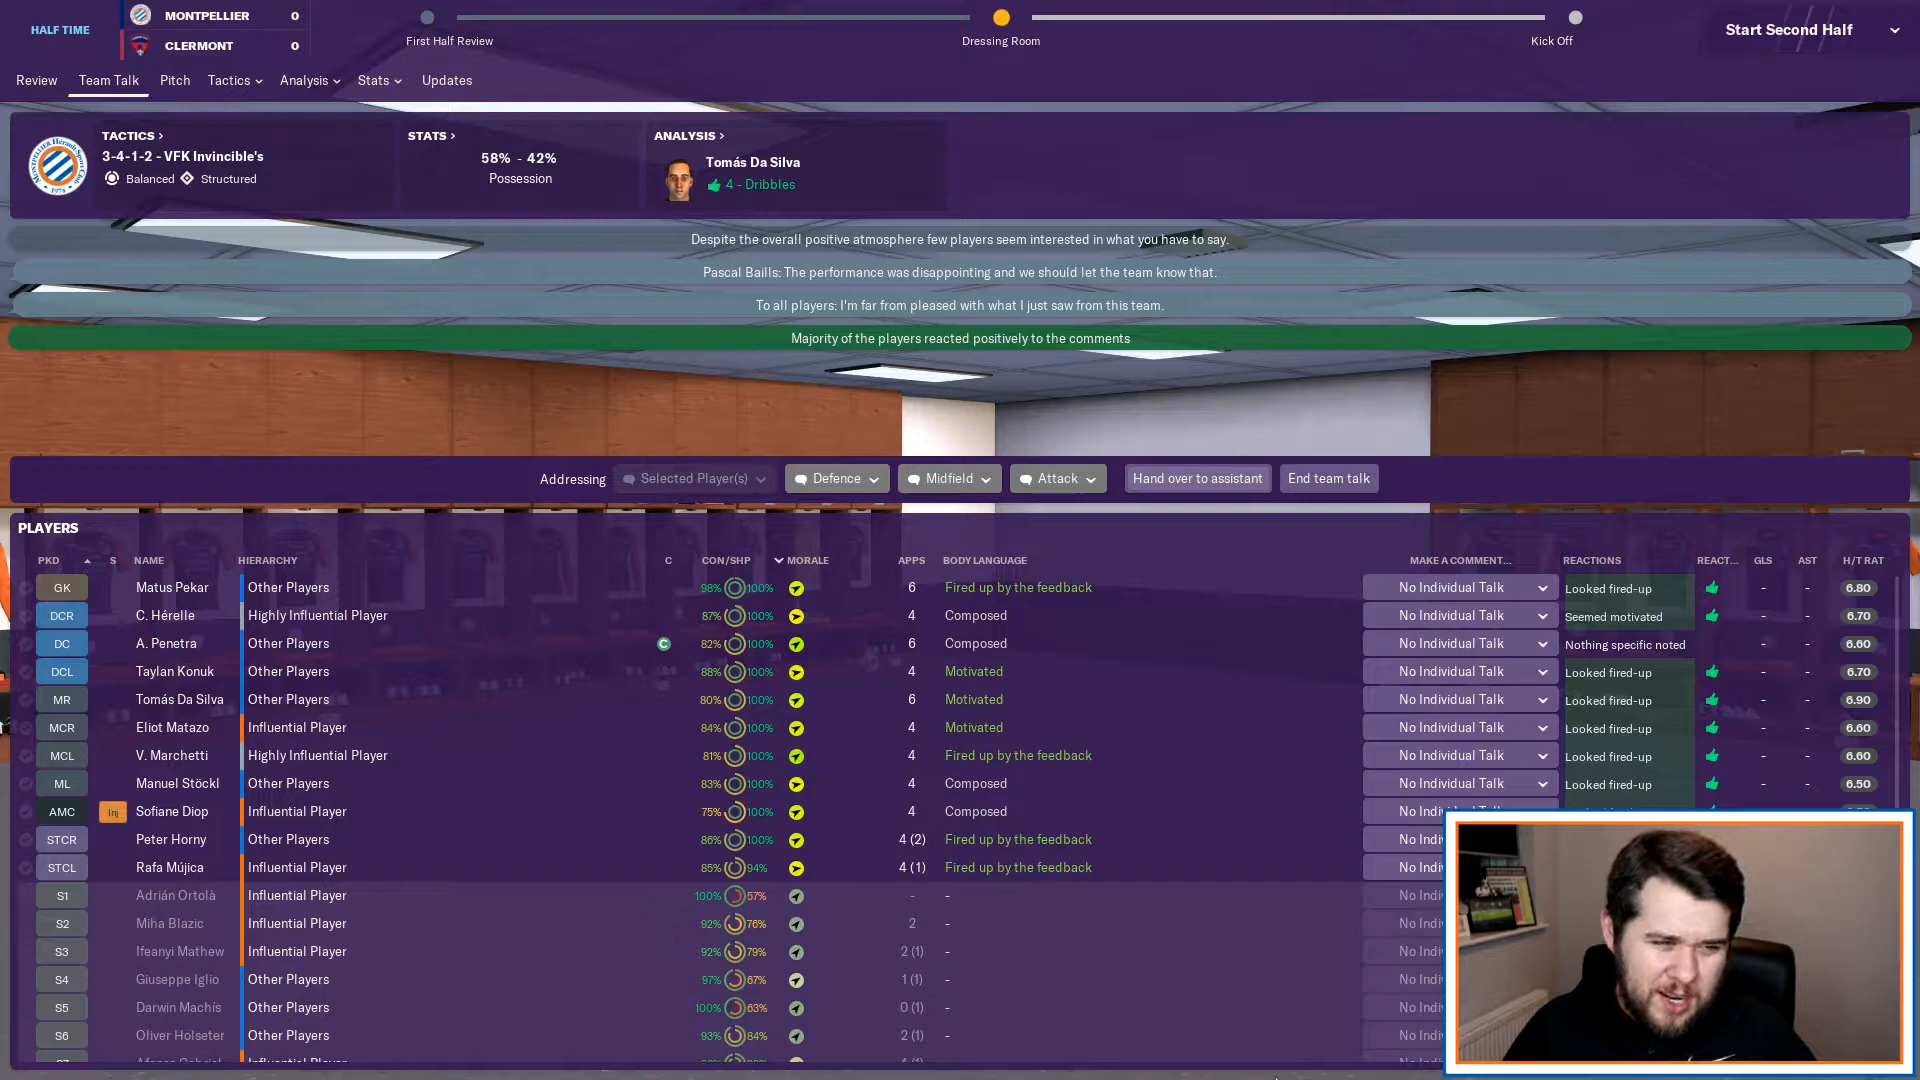 HALF TIME
MONTPELLIER 0
CLERMONT 0
First Half Review
Dressing Room
Kick Off
Start Second Half
Review Team Talk Pitch Tactics Analysis Stats Updates
TACTICS >
3-4-1-2 - VFK Invincible's
Balanced Structured
STATS >
58% - 42%
Possession
ANALYSIS >
Tomás Da Silva
4 - Dribbles
Despite the overall positive atmosphere few players seem interested in what you have to say.
Pascal Baills: The performance was disappointing and we should let the team know that.
To all players: I'm far from pleased with what I just saw from this team.
Majority of the players reacted positively to the comments
Addressing Selected Player(s) Defence Midfield Attack Hand over to assistant End team talk
PLAYERS
PKD S NAME HIERARCHY C CON/SHP MORALE APPS BODY LANGUAGE MAKE A COMMENT... REACTIONS REACT... GLS AST H/T RAT
GK Matus Pekar Other Players 98% 100% 6 Fired up by the feedback No Individual Talk Looked fired-up - - 6.80
DCR C. Hérelle Highly Influential Player 87% 100% 4 Composed No Individual Talk Seemed motivated - - 6.70
DC A. Penetra Other Players C 82% 100% 6 Composed No Individual Talk Nothing specific noted - - 6.60
DCL Taylan Konuk Other Players 88% 100% 4 Motivated No Individual Talk Looked fired-up - - 6.70
MR Tomás Da Silva Other Players 80% 100% 6 Motivated No Individual Talk Looked fired-up - - 6.90
MCR Eliot Matazo Influential Player 84% 100% 4 Motivated No Individual Talk Looked fired-up - - 6.60
MCL V. Marchetti Highly Influential Player 81% 100% 4 Fired up by the feedback No Individual Talk Looked fired-up - - 6.60
ML Manuel Stöckl Other Players 83% 100% 4 Composed No Individual Talk Looked fired-up - - 6.50
AMC Inj Sofiane Diop Influential Player 75% 100% 4 Composed
STCR Peter Horny Other Players 86% 100% 4 (2) Fired up by the feedback No Indi
STCL Rafa Mújica Influential Player 85% 94% 4 (1) Fired up by the feedback No Indi
S1 Adrián Ortolà Influential Player 100% 57% - - No Indi
S2 Miha Blazic Influential Player 92% 76% 2 - No Indi
S3 Ifeanyi Mathew Influential Player 92% 79% 2 (1) - No Indi
S4 Giuseppe Iglio Other Players 97% 67% 1 (1) - No Indi
S5 Darwin Machís Other Players 100% 63% 0 (1) - No Indi
S6 Oliver Holseter Other Players 93% 84% 2 (1) - No Indi